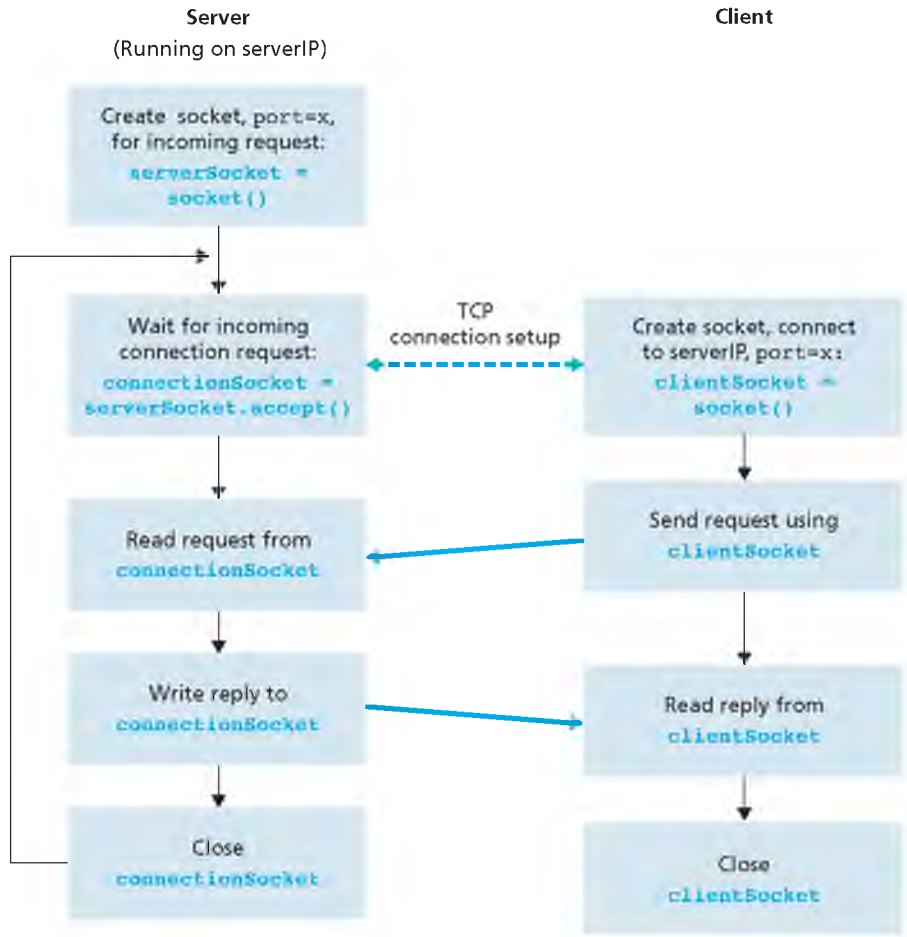 Server
(Running on serverIP)
Create socket, port=x,
for incoming request:
serverSocket =
socket()
Wait for incoming
connection request:
connectionSocket =
serverSocket.accept()
Read request from
connectionSocket
Write reply to
connectionSocket
Close
connectionSocket
TCP
connection setup
Client
Create socket, connect
to serverIP, port=x:
clientSocket =
socket()
Send request using
clientSocket
Read reply from
clientSocket
Close
clientSocket